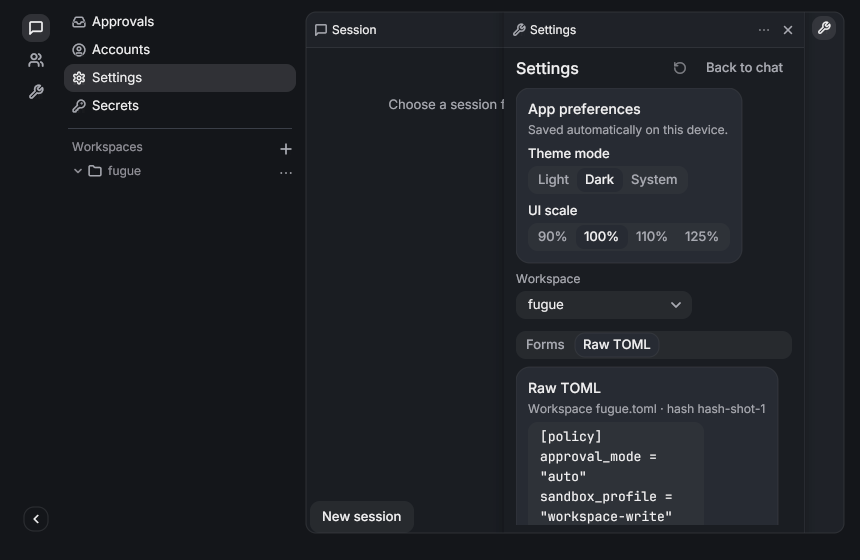 Approvals
Accounts
Settings
Secrets
Workspaces
fugue
Session
Choose a session f
New session
Settings
Settings
Back to chat
App preferences
Saved automatically on this device.
Theme mode
Light Dark System
UI scale
90% 100% 110% 125%
Workspace
fugue
Forms Raw TOML
Raw TOML
Workspace fugue.toml · hash hash-shot-1
[policy]
approval_mode =
"auto"
sandbox_profile =
"workspace-write"